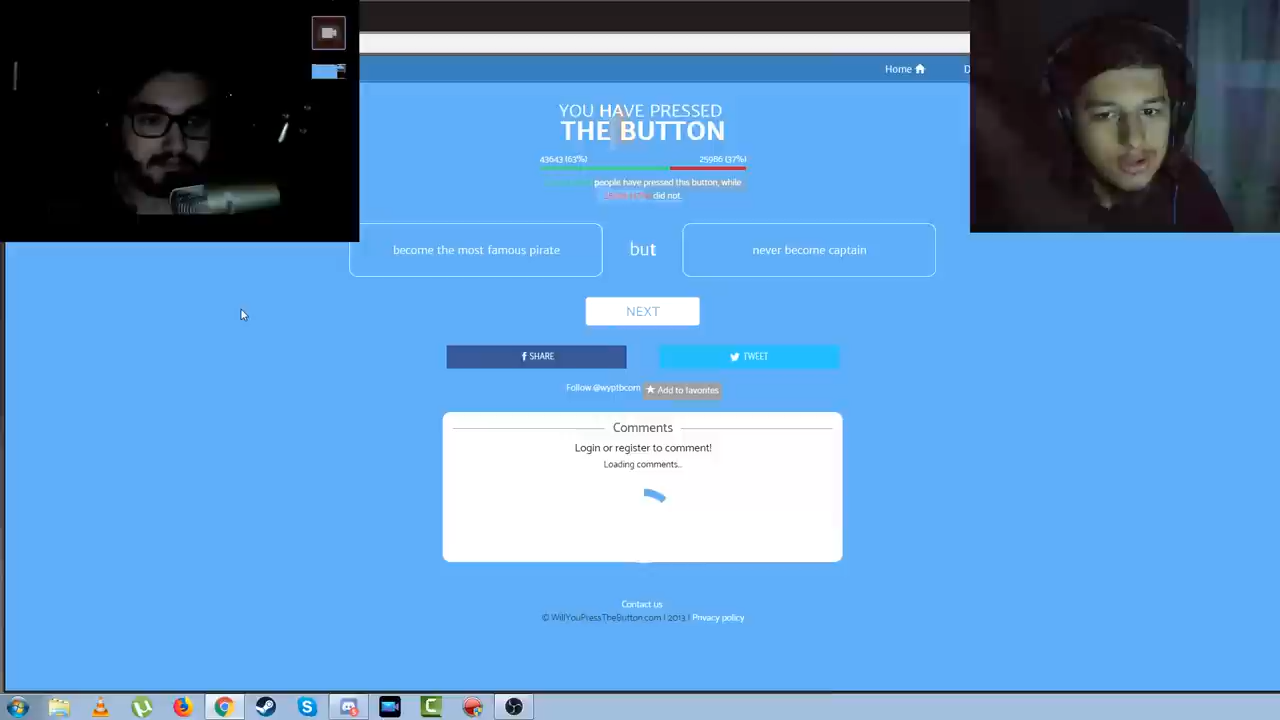 Home
YOU HAVE PRESSED
THE BUTTON
43643 (63%) 25986 (37%)
people have pressed this button, while
did not.
become the most famous pirate
but
never become captain
NEXT
SHARE
TWEET
Follow @wyptbcom
Add to favorites
Comments
Login or register to comment!
Loading comments...
Contact us
© WillYouPressTheButton.com | 2013 | Privacy policy